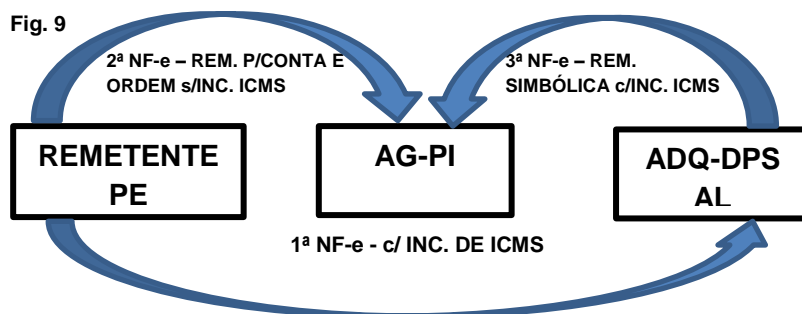 Fig. 9
2ª NF-e – REM. P/CONTA E
ORDEM s/INC. ICMS
3ª NF-e – REM.
SIMBÓLICA c/INC. ICMS
REMETENTE
PE
AG-PI
ADQ-DPS
AL
1ª NF-e - c/ INC. DE ICMS